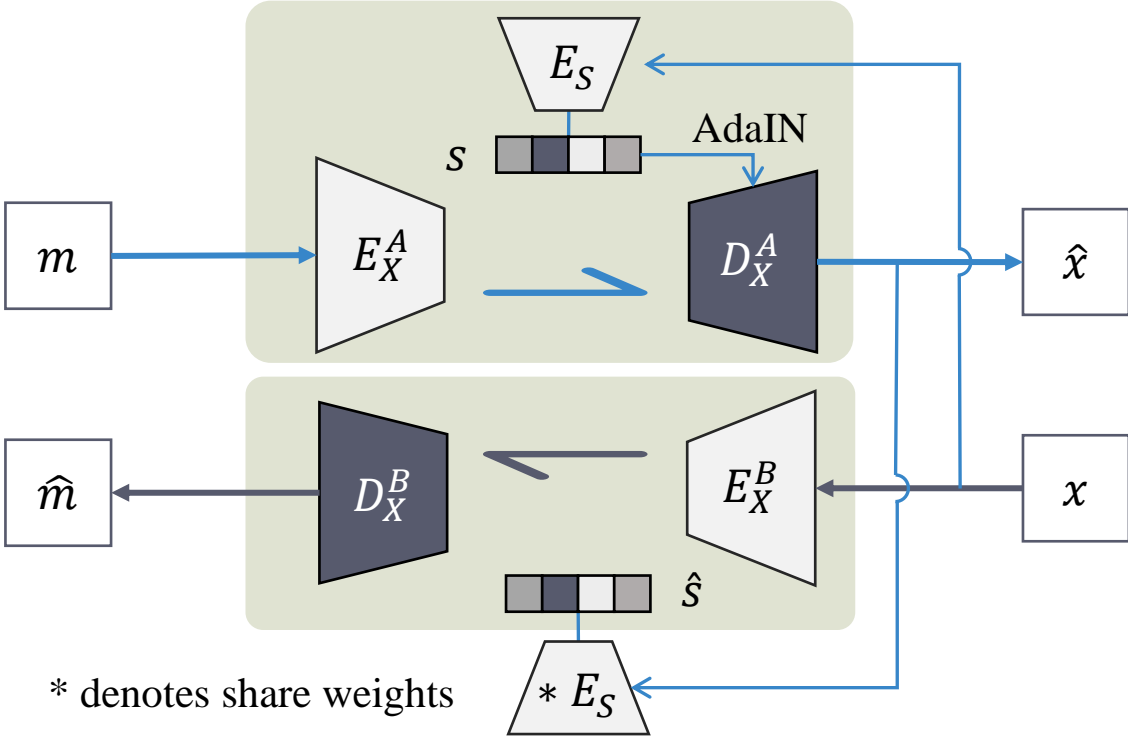 E_S
AdaIN
s
m
E_X^A
D_X^A
x̂
m̂
D_X^B
E_X^B
x
ŝ
* denotes share weights
* E_S